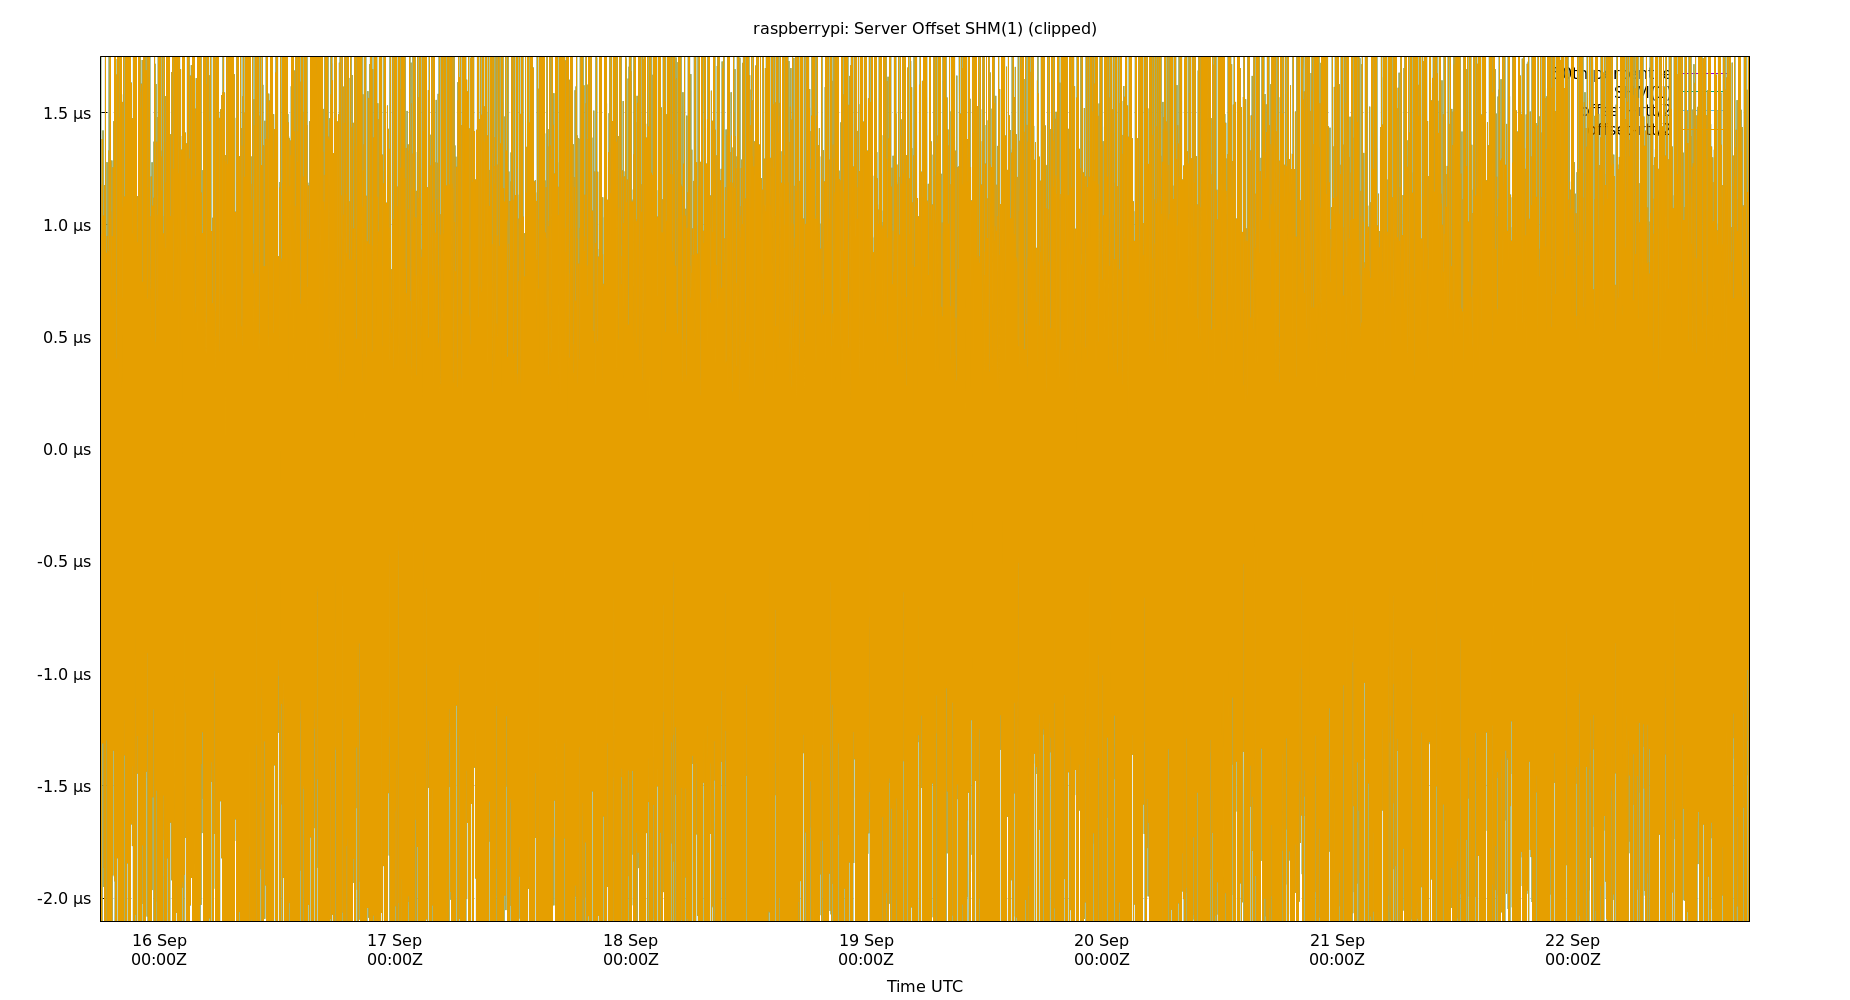 raspberrypi: Server Offset SHM(1) (clipped)
SHM(1)
1.5 µs
1.0 µs
0.5 µs
0.0 µs
-0.5 µs
-1.0 µs
-1.5 µs
-2.0 µs
16 Sep 17 Sep 18 Sep 19 Sep 20 Sep 21 Sep 22 Sep
00:00Z 00:00Z 00:00Z 00:00Z 00:00Z 00:00Z 00:00Z
Time UTC